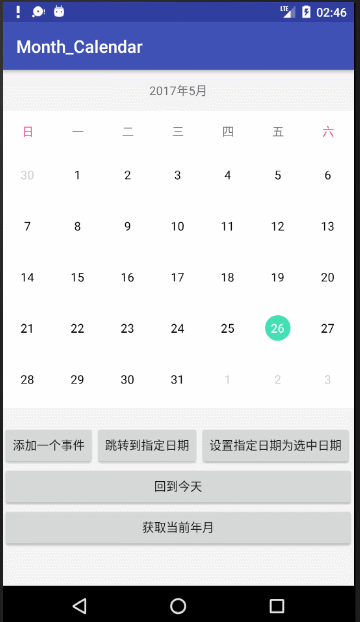 LTE 02:46
Month_Calendar
2017年5月
日 一 二 三 四 五 六
30 1 2 3 4 5 6
7 8 9 10 11 12 13
14 15 16 17 18 19 20
21 22 23 24 25 26 27
28 29 30 31 1 2 3
添加一个事件 跳转到指定日期 设置指定日期为选中日期
回到今天
获取当前年月